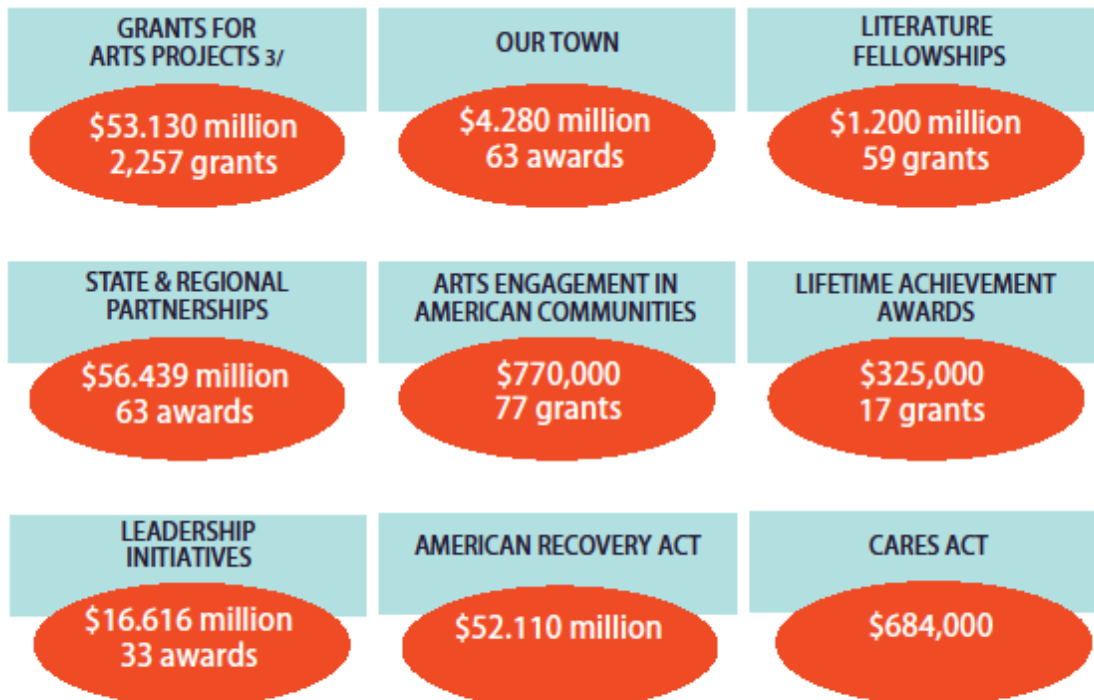 GRANTS FOR
ARTS PROJECTS 3/
$53.130 million
2,257 grants
OUR TOWN
$4.280 million
63 awards
LITERATURE
FELLOWSHIPS
$1.200 million
59 grants
STATE & REGIONAL
PARTNERSHIPS
$56.439 million
63 awards
ARTS ENGAGEMENT IN
AMERICAN COMMUNITIES
$770,000
77 grants
LIFETIME ACHIEVEMENT
AWARDS
$325,000
17 grants
LEADERSHIP
INITIATIVES
$16.616 million
33 awards
AMERICAN RECOVERY ACT
$52.110 million
CARES ACT
$684,000